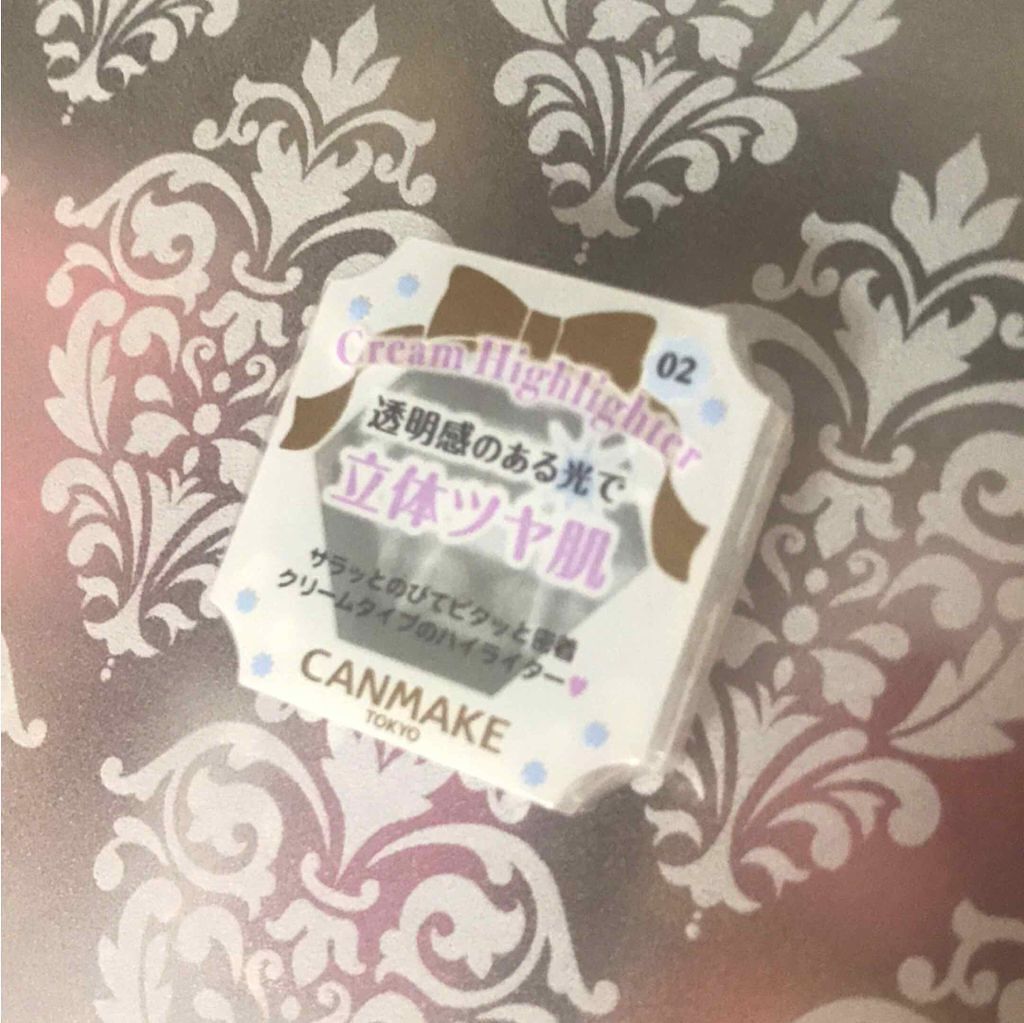 Cream Highlighter
02
透明感のある光で
立体ツヤ肌
サラッとのびてピタッと密着
クリームタイプのハイライター♥
CANMAKE
TOKYO